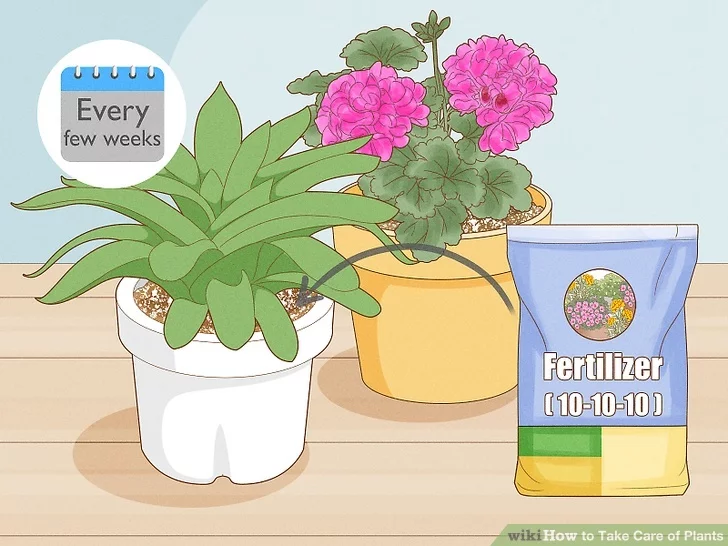 Every
few weeks
Fertilizer
(10-10-10)
wikiHow to Take Care of Plants